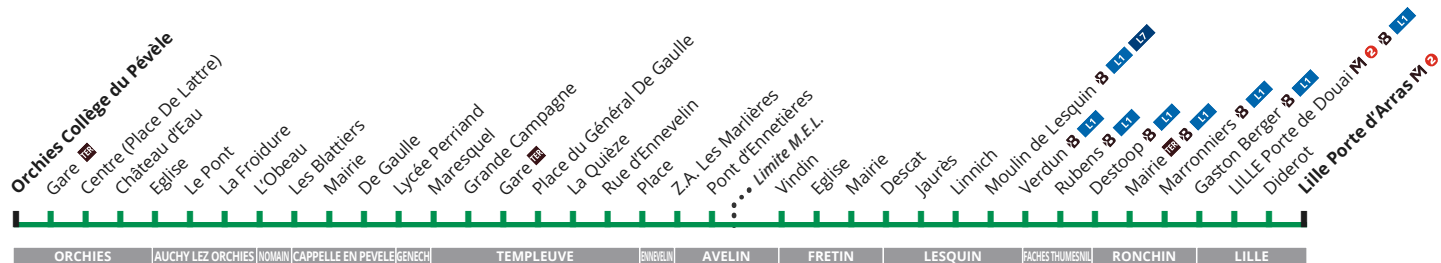 Orchies Collège du Pévèle
Gare TER
Centre (Place De Lattre)
Château d'Eau
Eglise
Le Pont
La Froidure
L'Obeau
Les Blattiers
Mairie
De Gaulle
Lycée Perriand
Maresquel
Grande Campagne
Gare TER
Place du Général De Gaulle
La Quièze
Rue d'Ennevelin
Place
Z.A. Les Marlières
Pont d'Ennetières
Limite M.E.L.
Vindin
Eglise
Mairie
Descat
Jaurès
Linnich
Moulin de Lesquin B L1 L7
Verdun B L1
Rubens B L1
Destoop B L1
Mairie TER B L1
Marronniers B L1
Gaston Berger B L1
LILLE Porte de Douai M 2 B L1
Diderot
Lille Porte d'Arras M 2
ORCHIES
AUCHY LEZ ORCHIES
NOMAIN
CAPPELLE EN PEVELE
GENECH
TEMPLEUVE
ENNEVELIN
AVELIN
FRETIN
LESQUIN
FACHES THUMESNIL
RONCHIN
LILLE